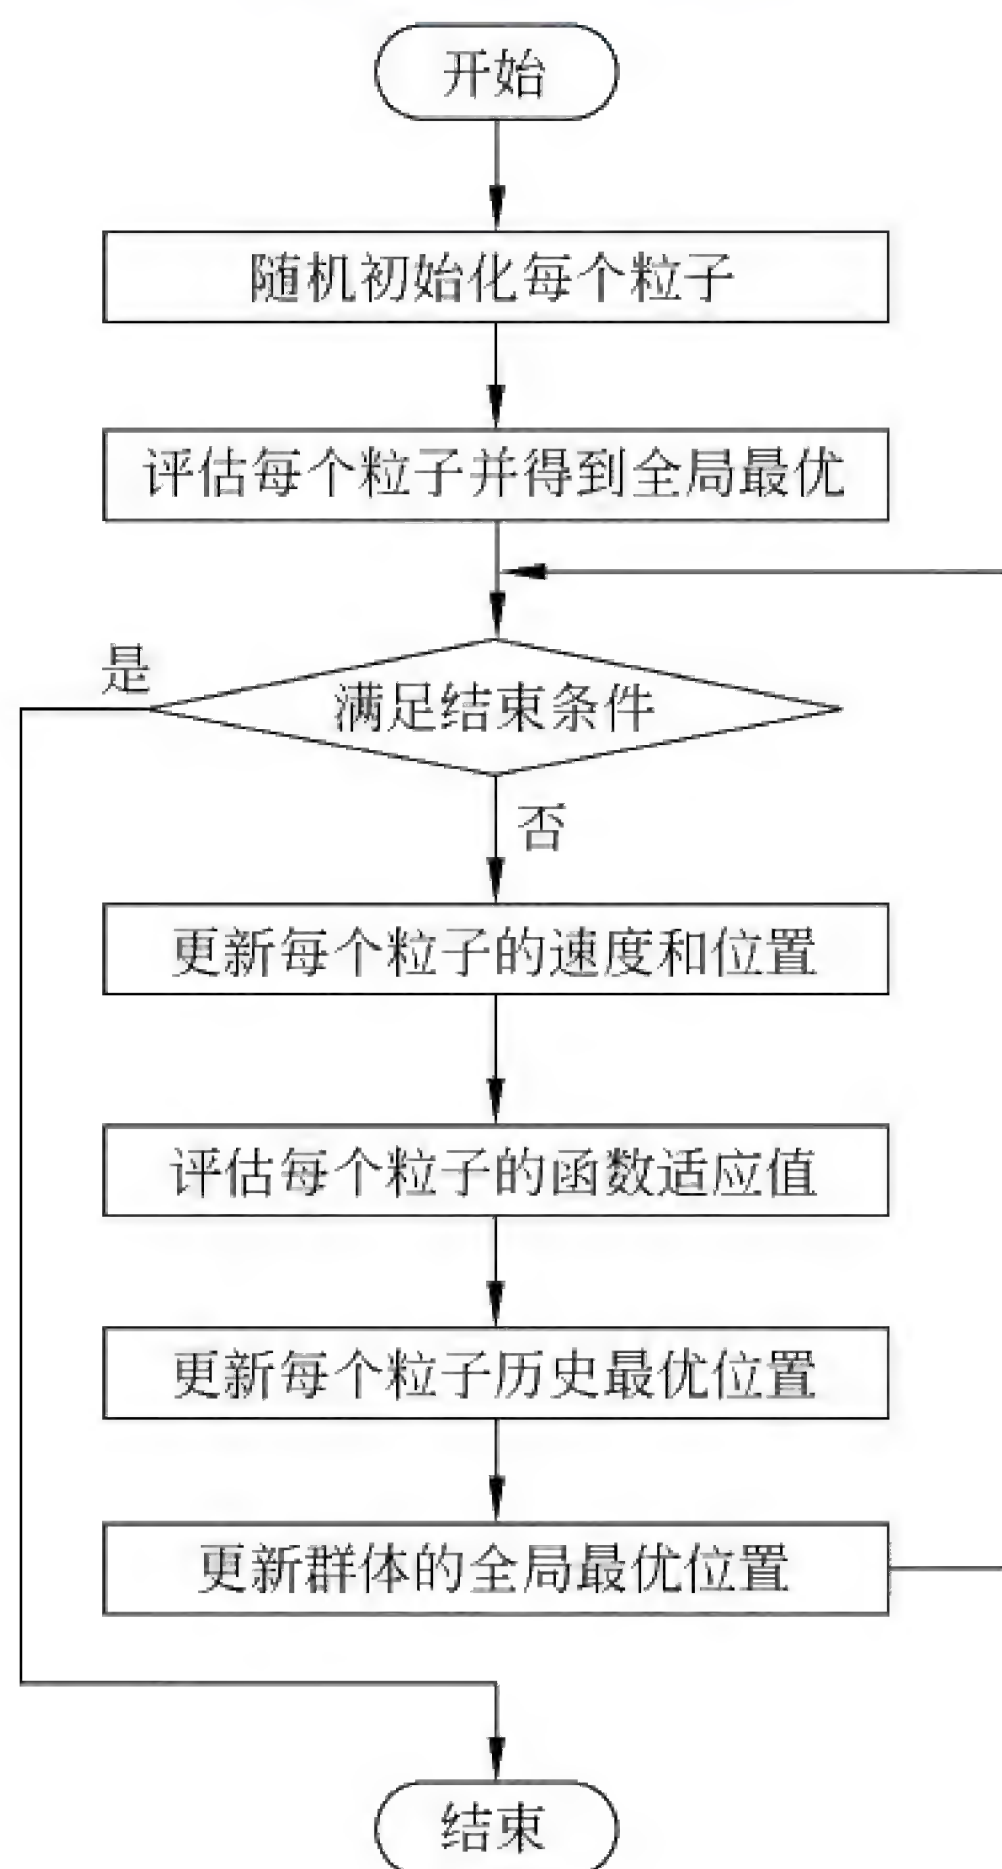 开始
随机初始化每个粒子
评估每个粒子并得到全局最优
是
满足结束条件
否
更新每个粒子的速度和位置
评估每个粒子的函数适应值
更新每个粒子历史最优位置
更新群体的全局最优位置
结束